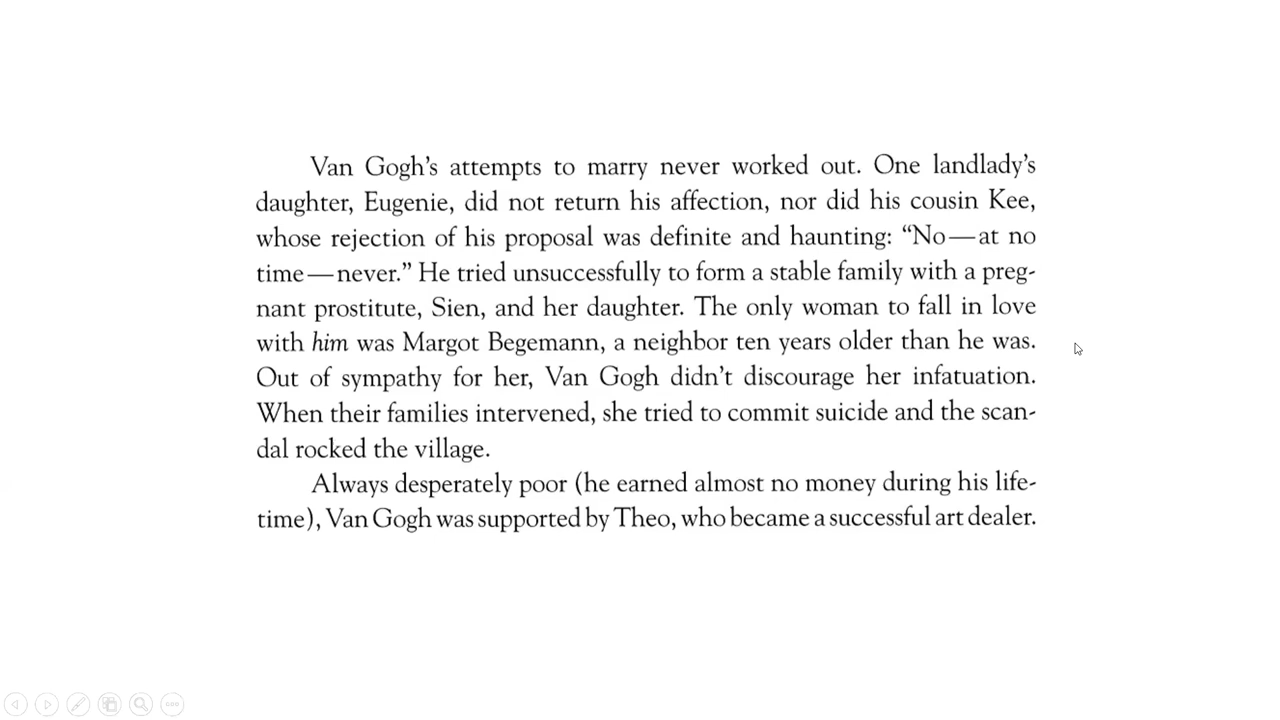 Van Gogh’s attempts to marry never worked out. One landlady’s
daughter, Eugenie, did not return his affection, nor did his cousin Kee,
whose rejection of his proposal was definite and haunting: “No—at no
time—never.” He tried unsuccessfully to form a stable family with a preg-
nant prostitute, Sien, and her daughter. The only woman to fall in love
with him was Margot Begemann, a neighbor ten years older than he was.
Out of sympathy for her, Van Gogh didn’t discourage her infatuation.
When their families intervened, she tried to commit suicide and the scan-
dal rocked the village.
Always desperately poor (he earned almost no money during his life-
time), Van Gogh was supported by Theo, who became a successful art dealer.